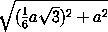 √((1/6 a√3)² + a²)